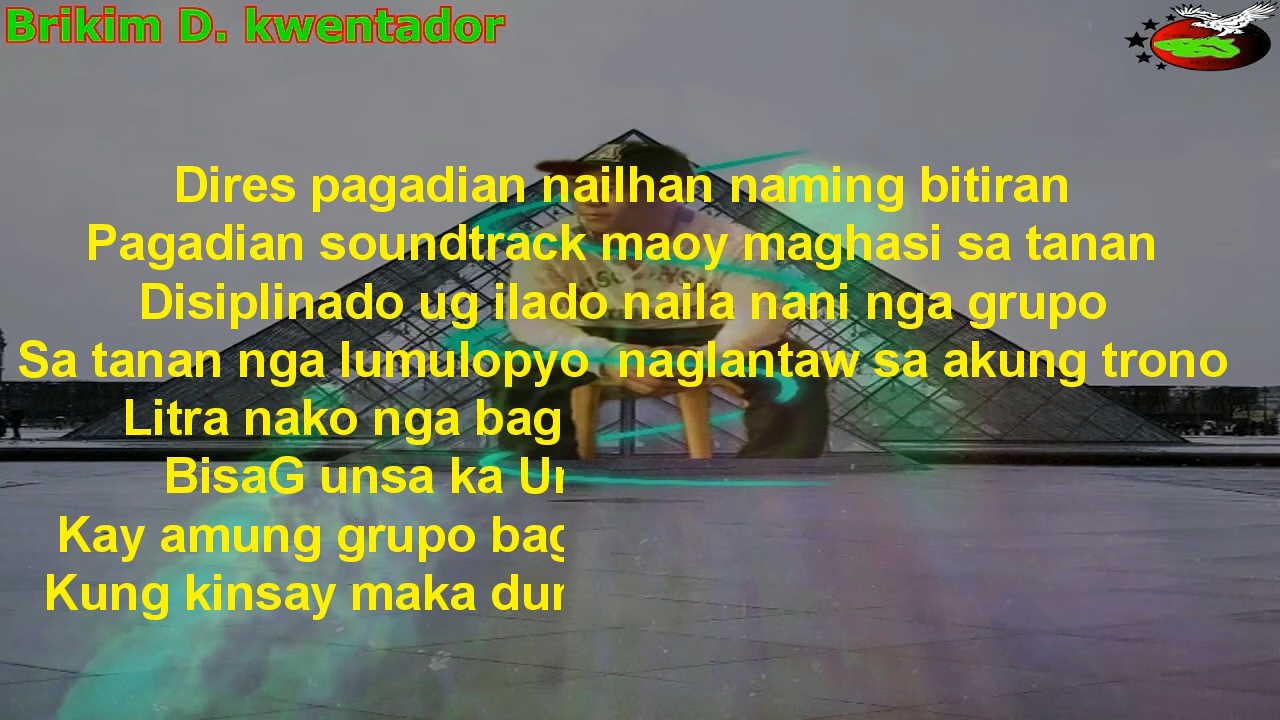 Brikim D. kwentador
Dires pagadian nailhan naming bitiran
Pagadian soundtrack maoy maghasi sa tanan
Disiplinado ug ilado naila nani nga grupo
Sa tanan nga lumulopyo naglantaw sa akung trono
Litra nako nga bag
BisaG unsa ka
Kay amung grupo
Kung kinsay maka